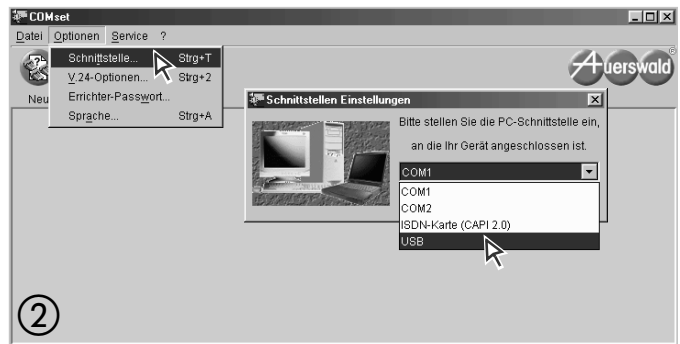 COMset
Datei Optionen Service ?
Schnittstelle... Strg+T
V.24-Optionen... Strg+2
Errichter-Passwort...
Sprache... Strg+A
Neu
Auerswald
®
Schnittstellen Einstellungen
Bitte stellen Sie die PC-Schnittstelle ein,
an die Ihr Gerät angeschlossen ist.
COM1
COM1
COM2
ISDN-Karte (CAPI 2.0)
USB
2